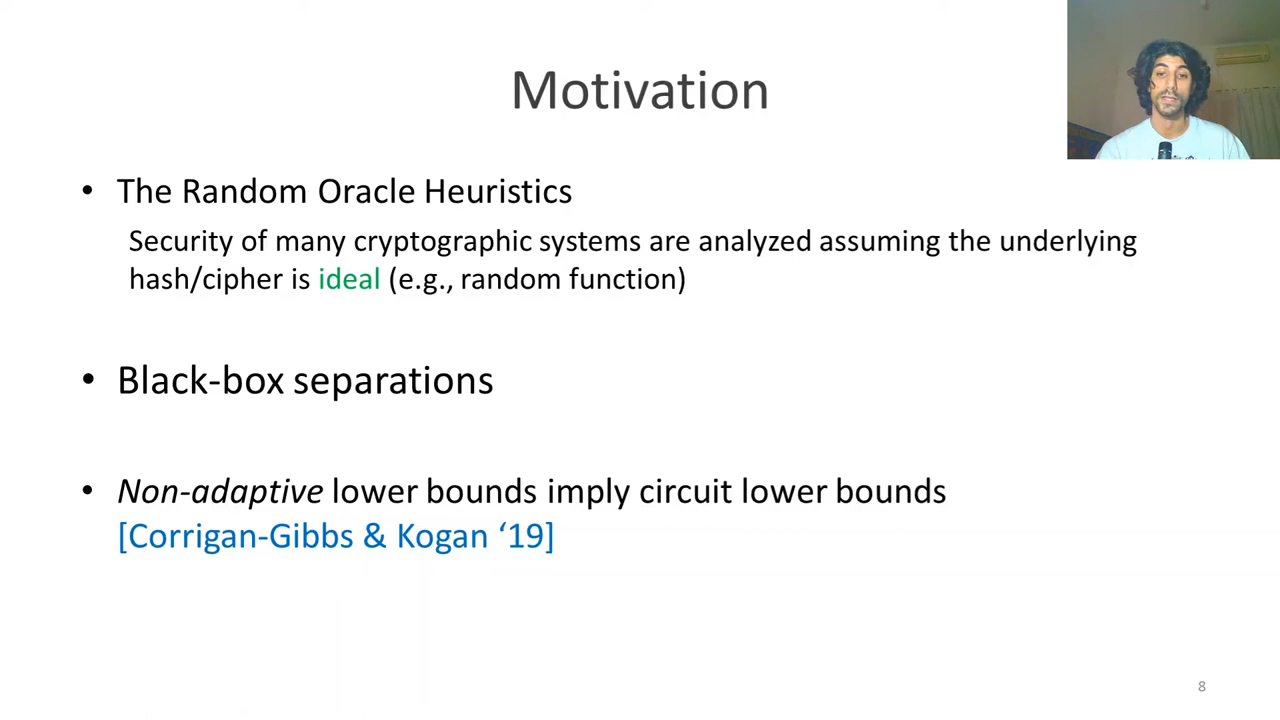 Motivation
• The Random Oracle Heuristics
Security of many cryptographic systems are analyzed assuming the underlying
hash/cipher is ideal (e.g., random function)
• Black-box separations
• Non-adaptive lower bounds imply circuit lower bounds
[Corrigan-Gibbs & Kogan ‘19]
8